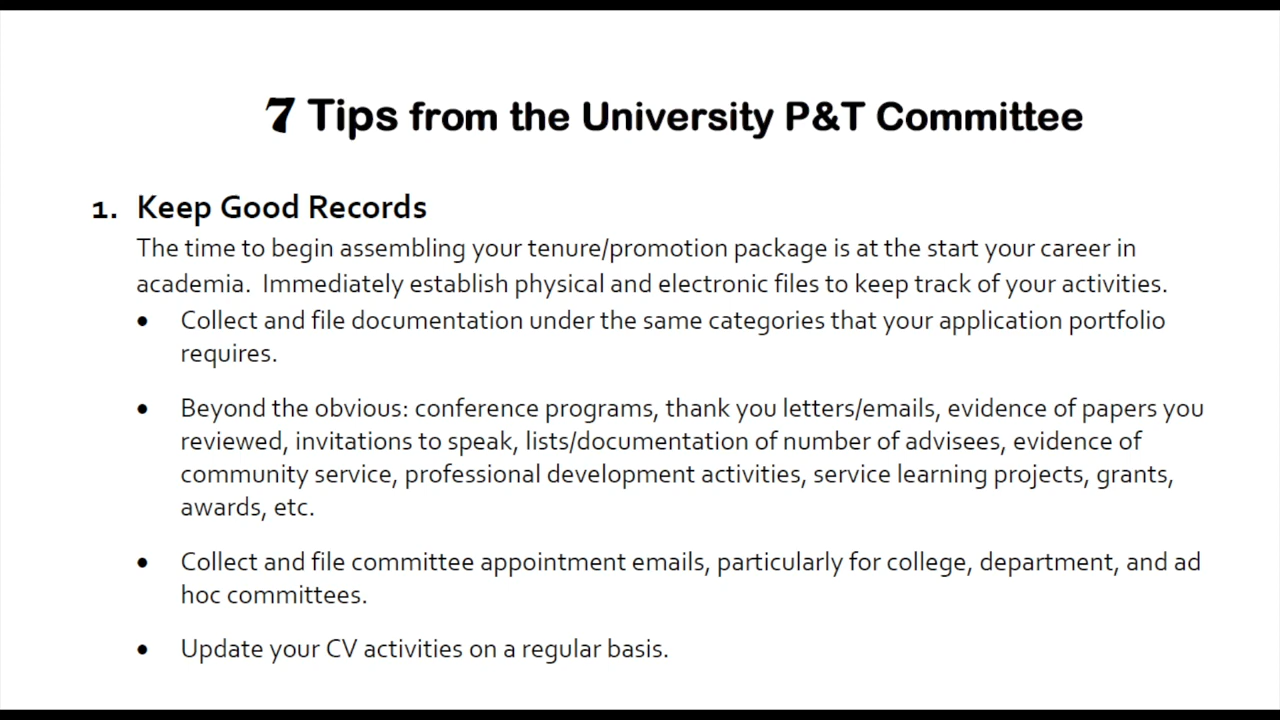 7 Tips from the University P&T Committee
1. Keep Good Records
The time to begin assembling your tenure/promotion package is at the start your career in
academia. Immediately establish physical and electronic files to keep track of your activities.
• Collect and file documentation under the same categories that your application portfolio
requires.
• Beyond the obvious: conference programs, thank you letters/emails, evidence of papers you
reviewed, invitations to speak, lists/documentation of number of advisees, evidence of
community service, professional development activities, service learning projects, grants,
awards, etc.
• Collect and file committee appointment emails, particularly for college, department, and ad
hoc committees.
• Update your CV activities on a regular basis.